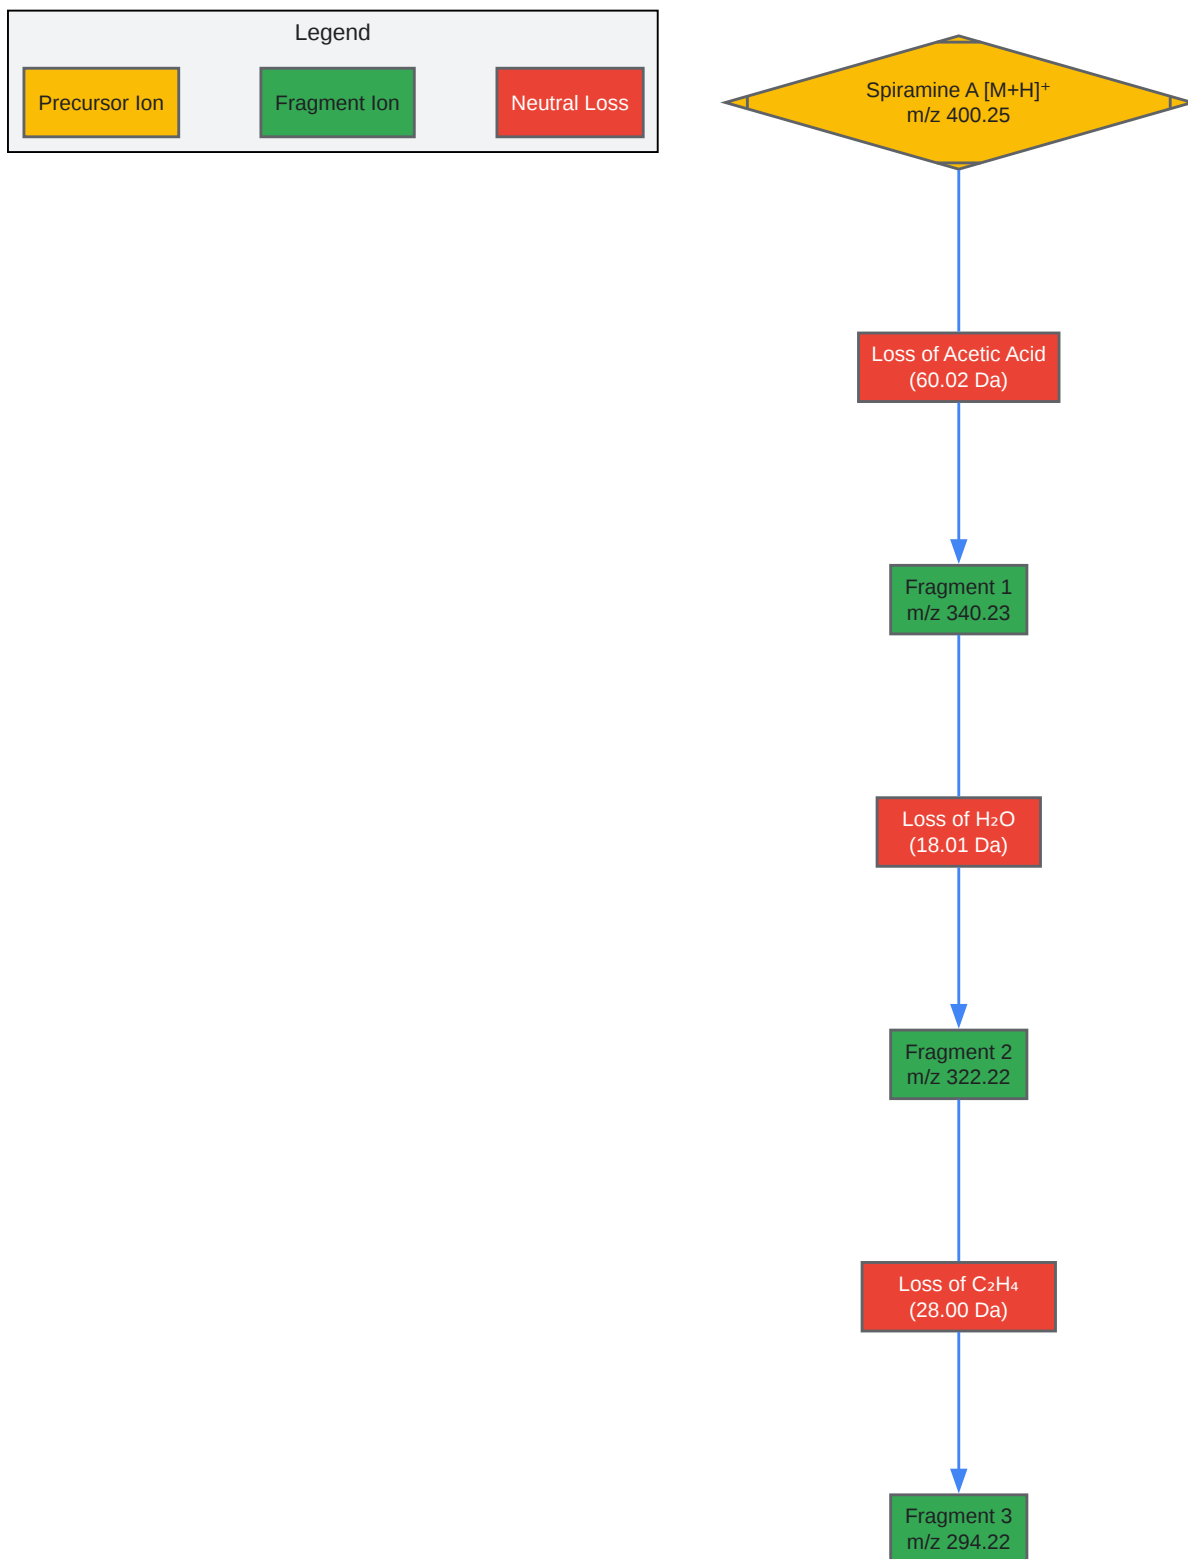 Legend
Precursor Ion
Fragment Ion
Neutral Loss
Spiramine A [M+H]⁺
m/z 400.25
Loss of Acetic Acid
(60.02 Da)
Fragment 1
m/z 340.23
Loss of H₂O
(18.01 Da)
Fragment 2
m/z 322.22
Loss of C₂H₄
(28.00 Da)
Fragment 3
m/z 294.22